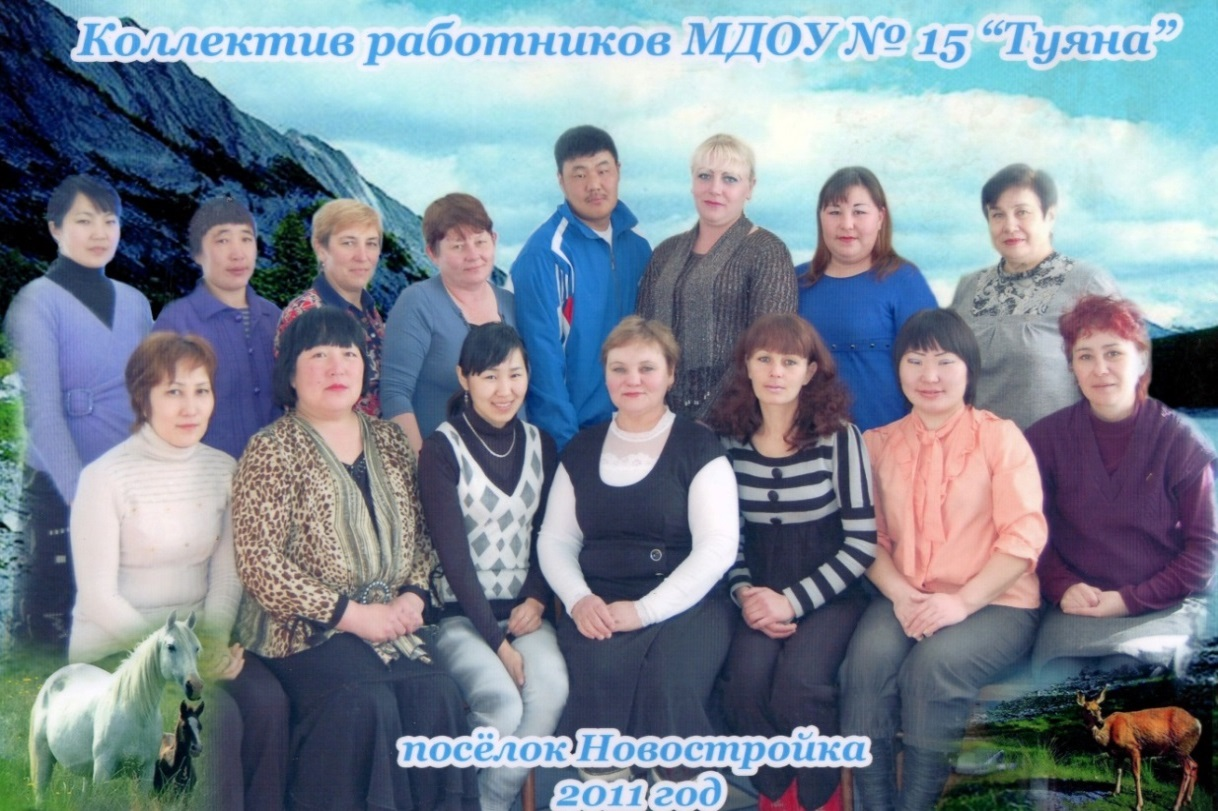 Коллектив работников МДОУ № 15 “Туяна”
посёлок Новостройка
2011 год